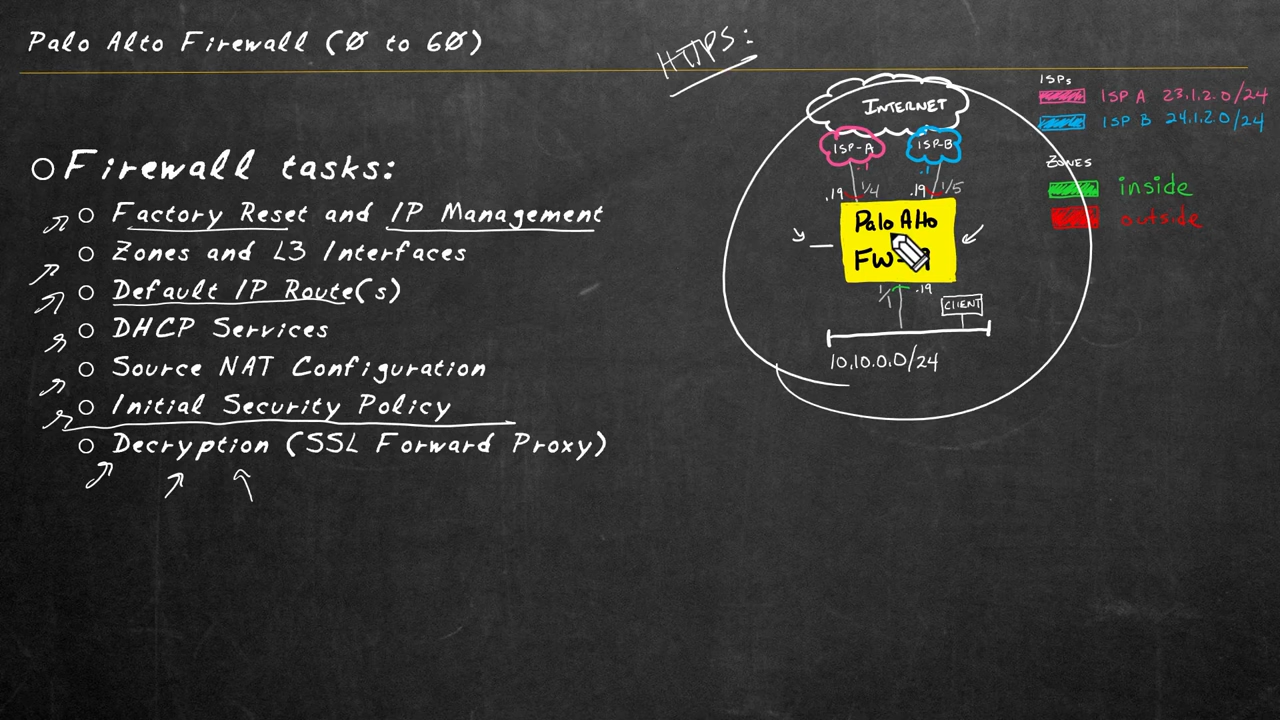 Palo Alto Firewall (0 to 60)
HTTPS:
Firewall tasks:
Factory Reset and IP Management
Zones and L3 Interfaces
Default IP Route(s)
DHCP Services
Source NAT Configuration
Initial Security Policy
Decryption (SSL Forward Proxy)
INTERNET
ISP-A
ISP-B
.1
.1
.19
1/4
.19
1/5
Palo Alto
FW-
.19
CLIENT
10.10.0.0/24
ISPs
ISP A 23.1.2.0/24
ISP B 24.1.2.0/24
ZONES
inside
outside